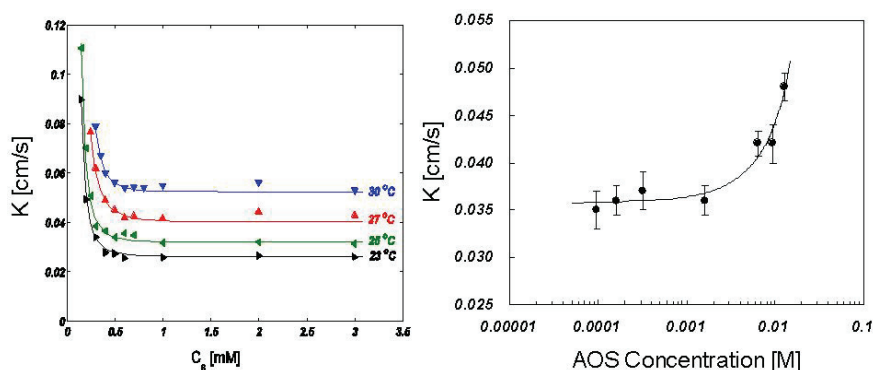 0.12
0.1
0.08
0.06
0.04
0.02
0
K [cm/s]
30 °C
27 °C
25 °C
23 °C
0 0.5 1 1.5 2 2.5 3 3.5
C [mM]
0.055
0.050
0.045
0.040
0.035
0.030
0.025
K [cm/s]
0.00001 0.0001 0.001 0.01 0.1
AOS Concentration [M]